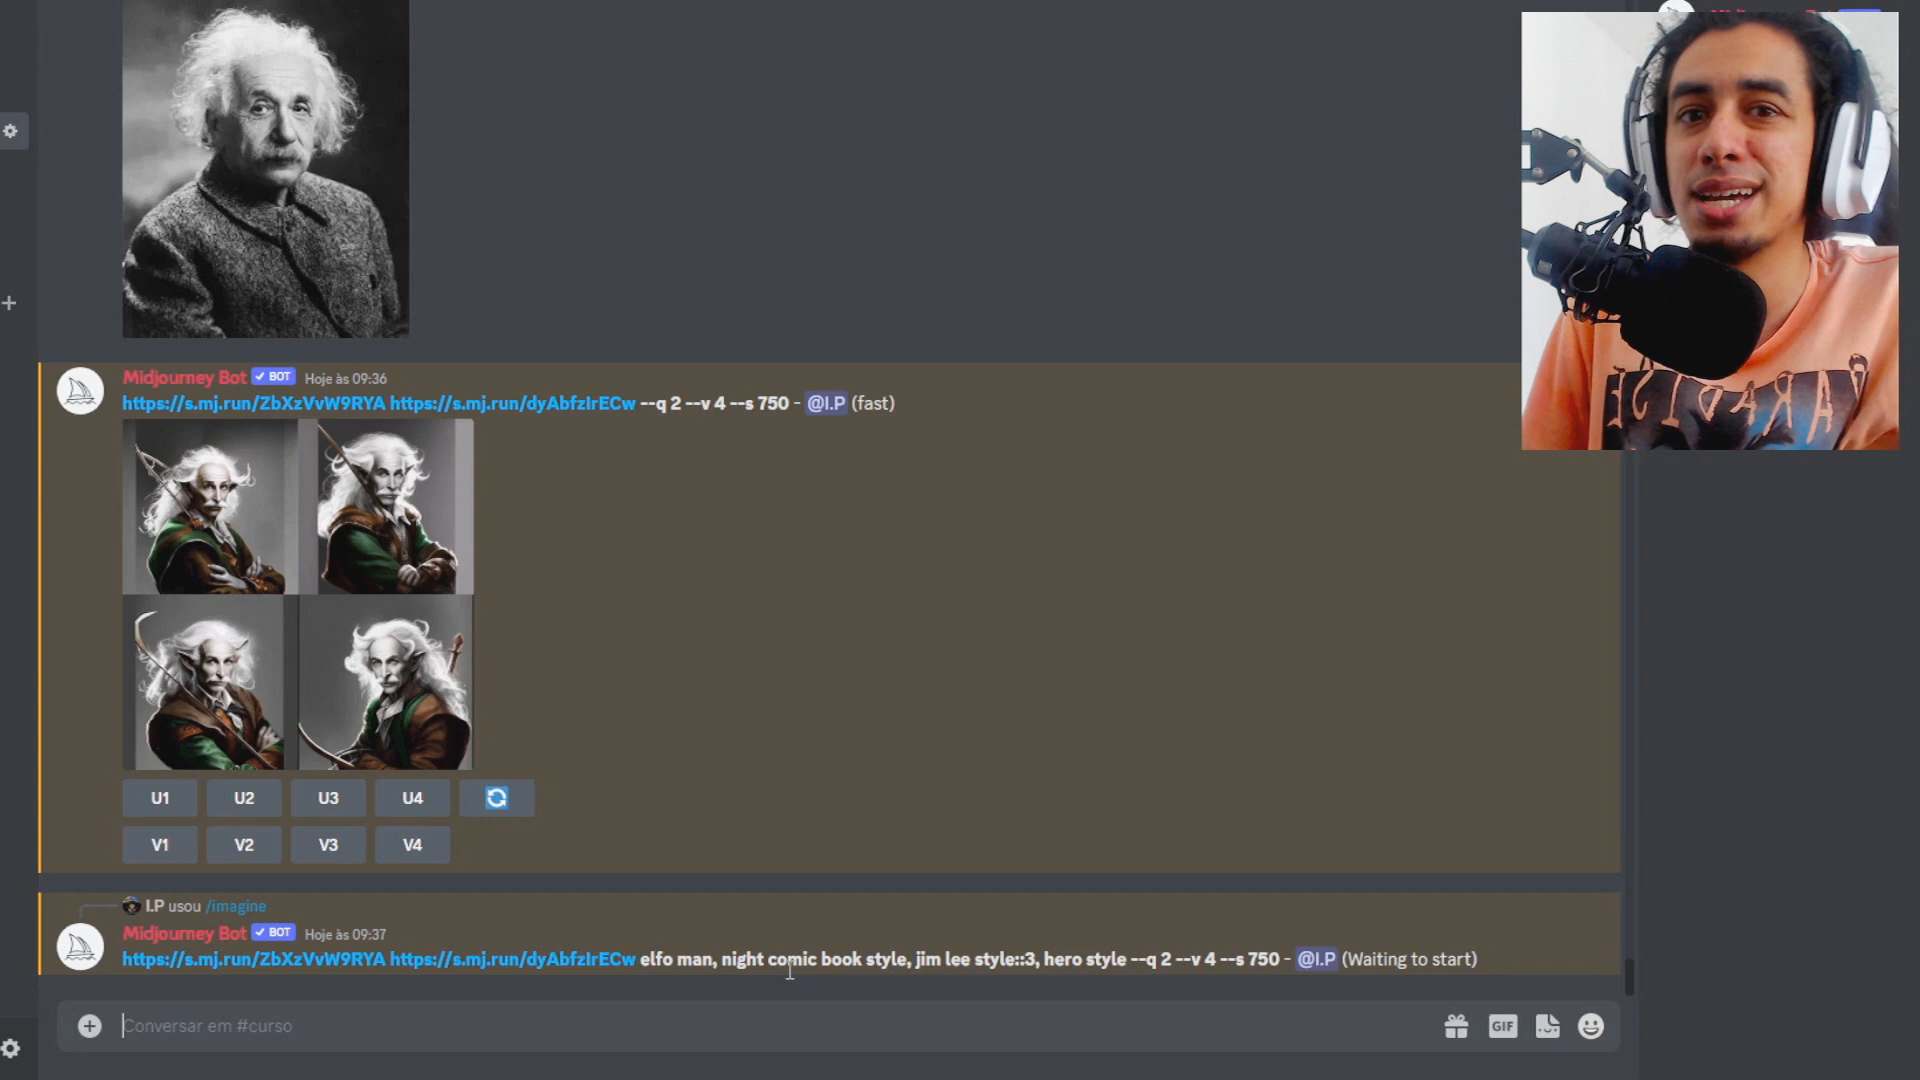 Midjourney Bot ✓ BOT Hoje às 09:36
https://s.mj.run/ZbXzVvW9RYA https://s.mj.run/dyAbfzIrECw --q 2 --v 4 --s 750 - @I.P (fast)
U1 U2 U3 U4
V1 V2 V3 V4
I.P usou /imagine
Midjourney Bot ✓ BOT Hoje às 09:37
https://s.mj.run/ZbXzVvW9RYA https://s.mj.run/dyAbfzIrECw elfo man, night comic book style, jim lee style::3, hero style --q 2 --v 4 --s 750 - @I.P (Waiting to start)
Conversar em #curso
GIF
PARADISE